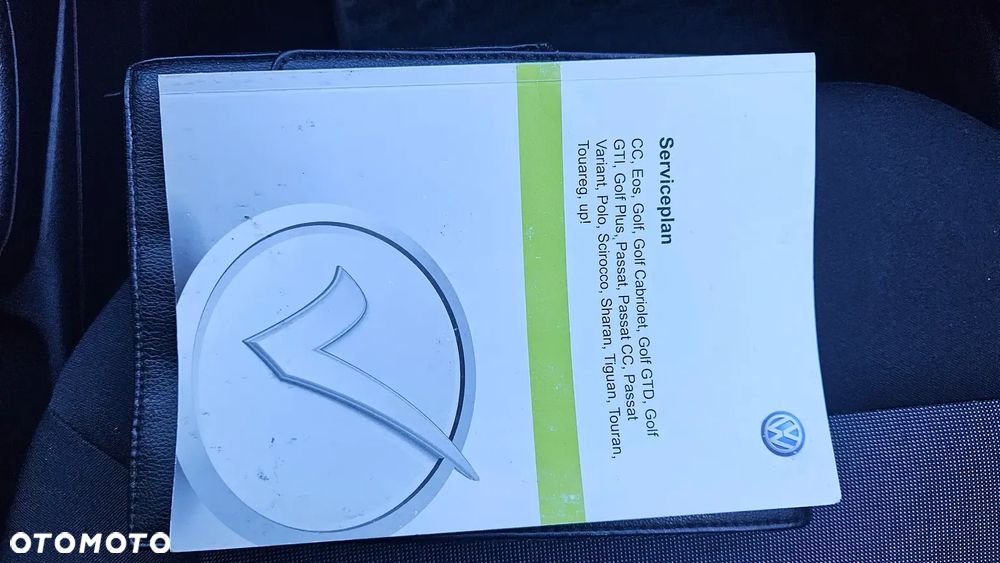 Serviceplan
CC, Eos, Golf, Golf Cabriolet, Golf GTD, Golf
GTI, Golf Plus, Passat, Passat CC, Passat
Variant, Polo, Scirocco, Sharan, Tiguan, Touran,
Touareg, up!
VW
OTOMOTO